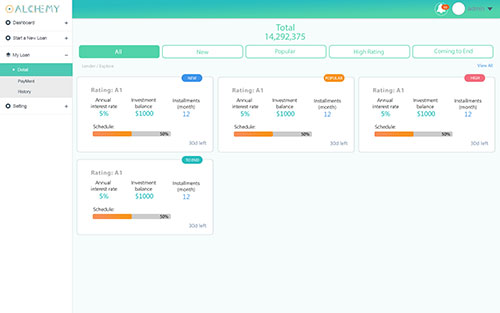 ALCHEMY
Admin
Dashboard
Start a New Loan
My Loan
Detail
Payment
History
Setting
Total
14,292,375
All
New
Popular
High Rating
Coming to End
Lender / Explore
View All
NEW
Rating: A1
Annual interest rate
5%
Investment balance
$1000
Installments (month)
12
Schedule:
50%
30d left
POPULAR
Rating: A1
Annual interest rate
5%
Investment balance
$1000
Installments (month)
12
Schedule:
50%
30d left
HIGH
Rating: A1
Annual interest rate
5%
Investment balance
$1000
Installments (month)
12
Schedule:
50%
30d left
Rating: A1
Annual interest rate
5%
Investment balance
$1000
Installments (month)
12
Schedule:
50%
30d left